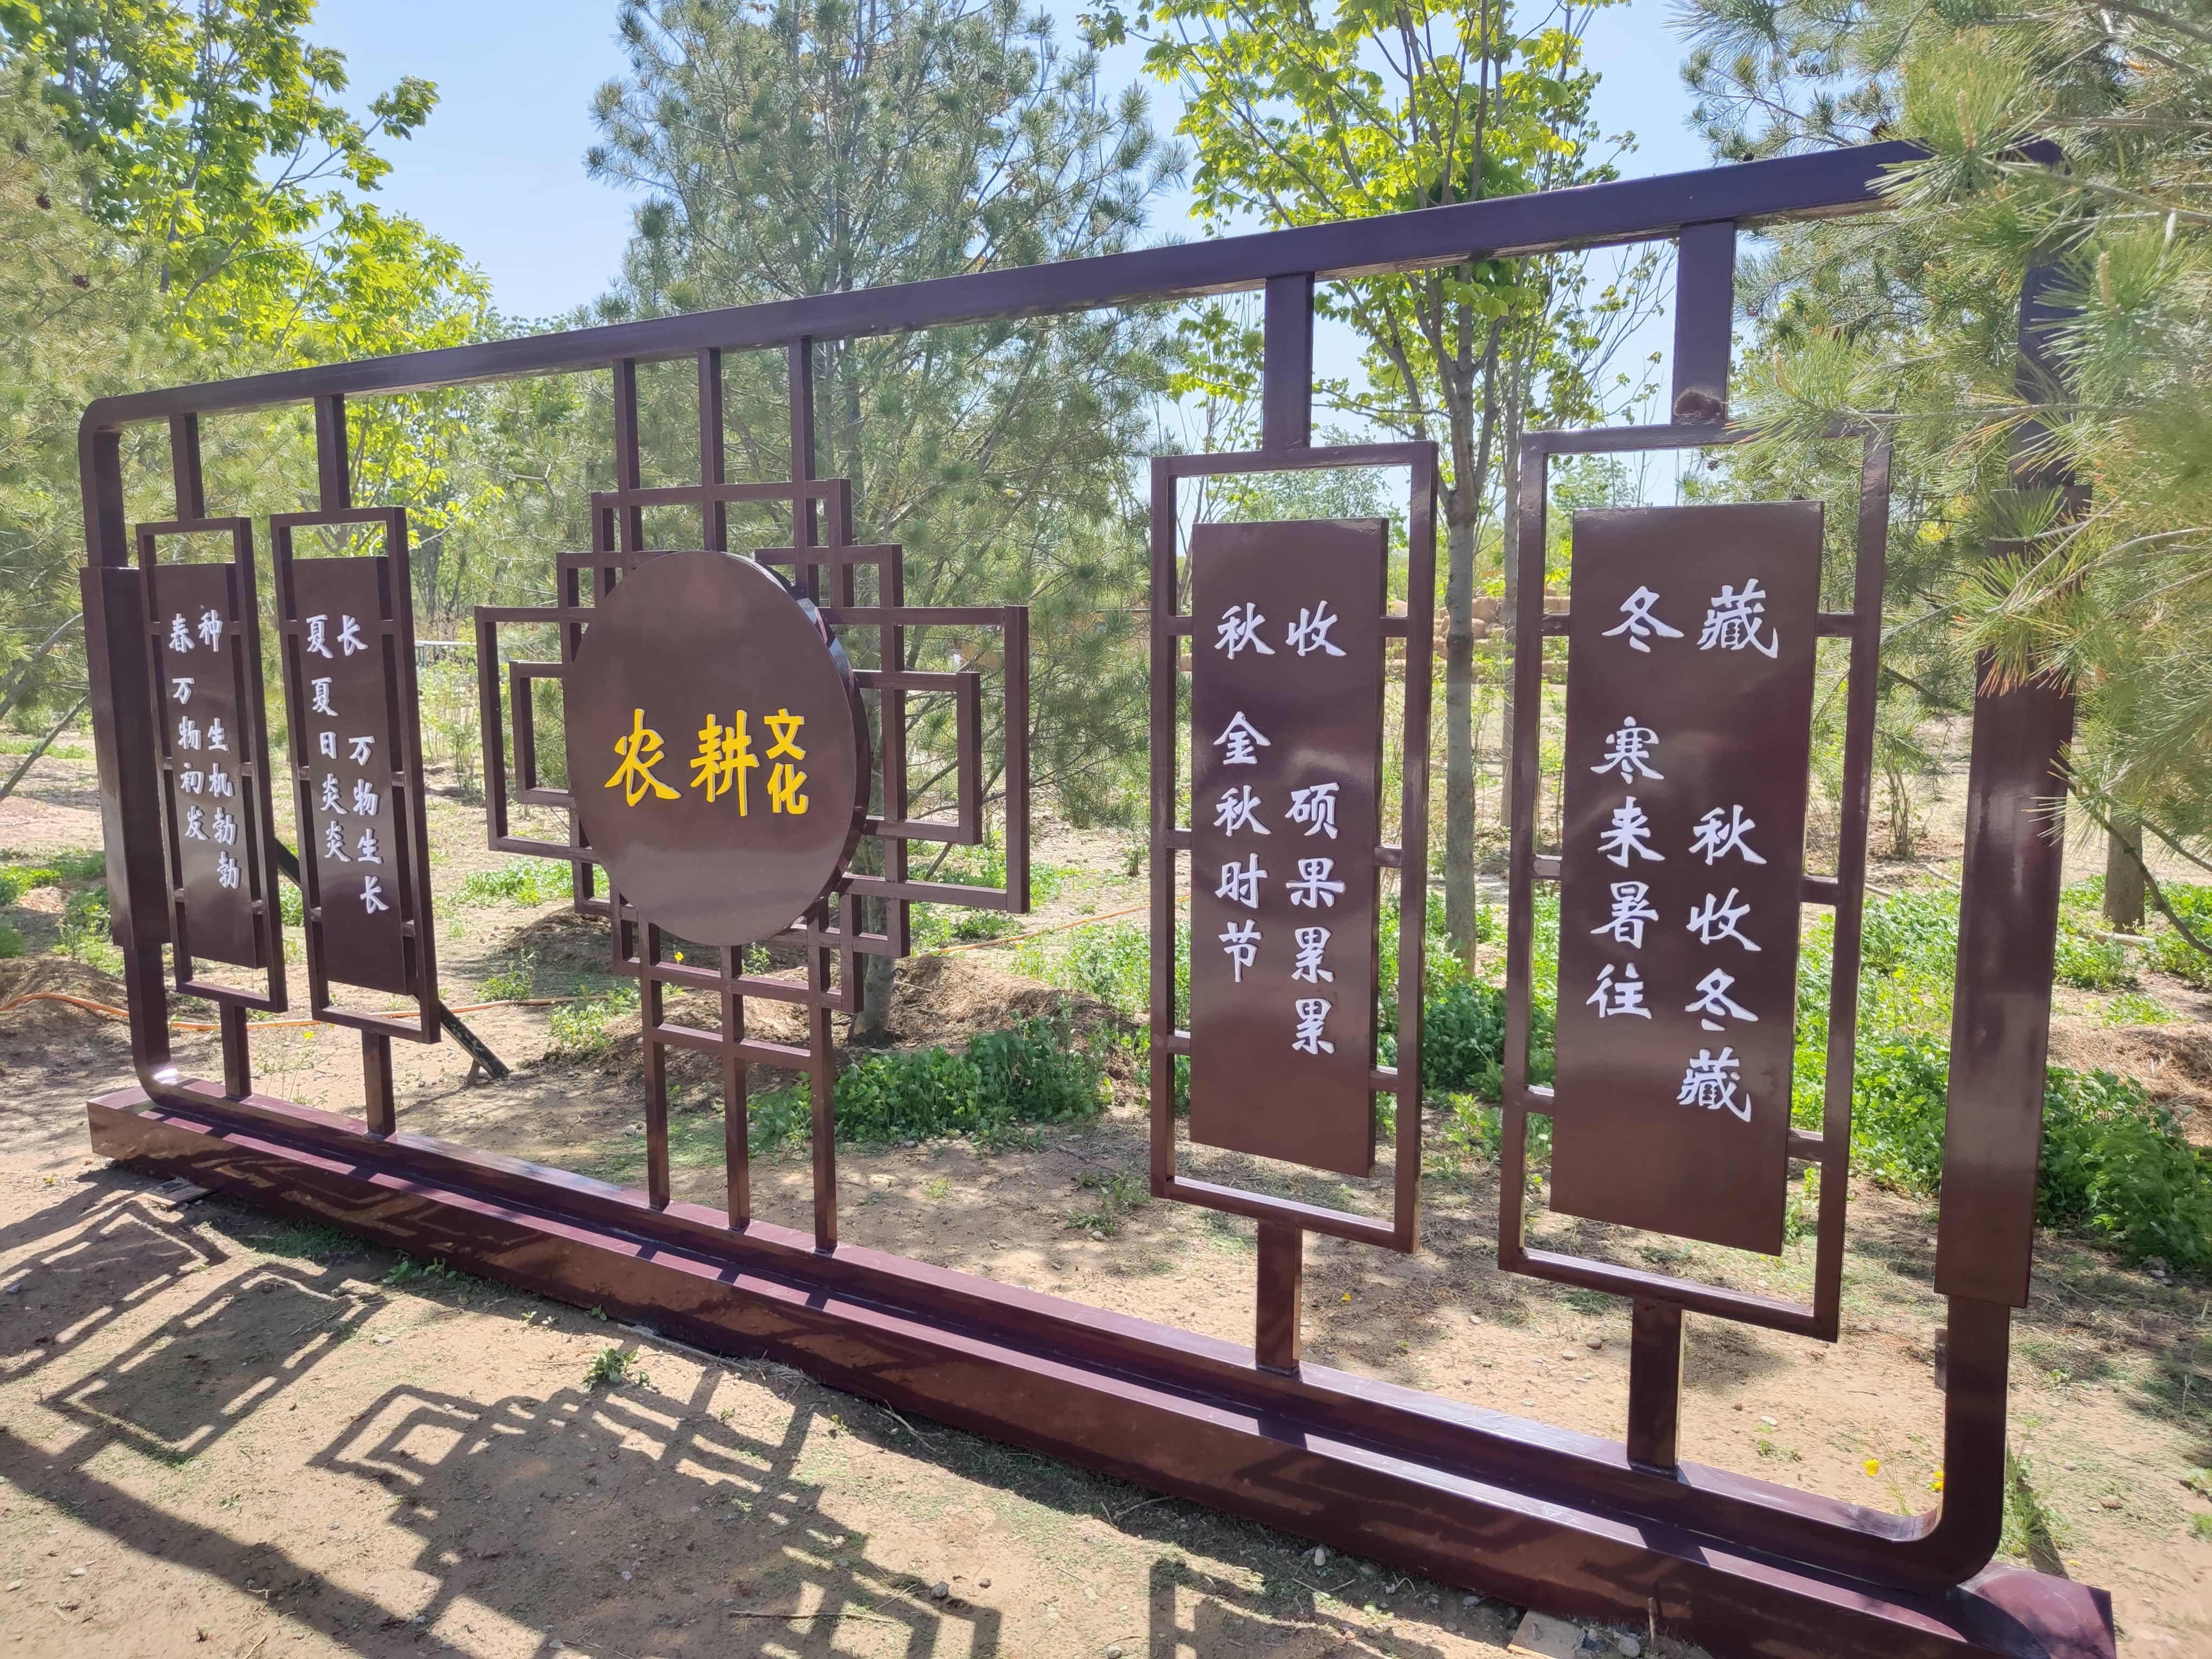 春种
万物初发
生机勃勃
夏长
夏日炎炎
万物生长
农耕文化
秋收
金秋时节
硕果累累
冬藏
寒来暑往
秋收冬藏